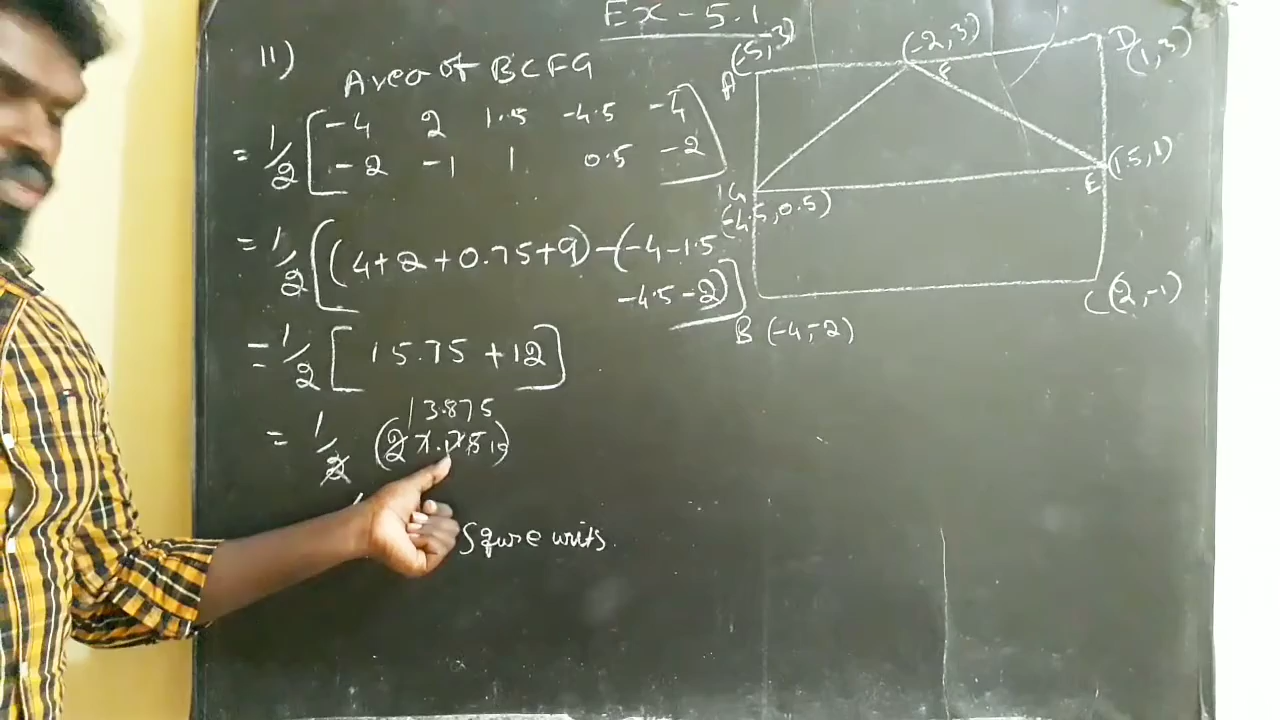 Ex - 5.1
11)
Area of BCFG
= 1/2 [ -4 2 1.5 -4.5 -4
-2 -1 1 0.5 -2 ]
= 1/2 [ (4+2+0.75+9) - (-4-1.5
-4.5-2) ]
= 1/2 [ 15.75 + 12 ]
13.875
= 1/2 (27.7510)
Squre units.
(-5, 3)
A
(-2, 3)
F
D
(1, 3)
G
(-4.5, 0.5)
E
(1.5, 1)
B (-4, -2)
C (2, -1)